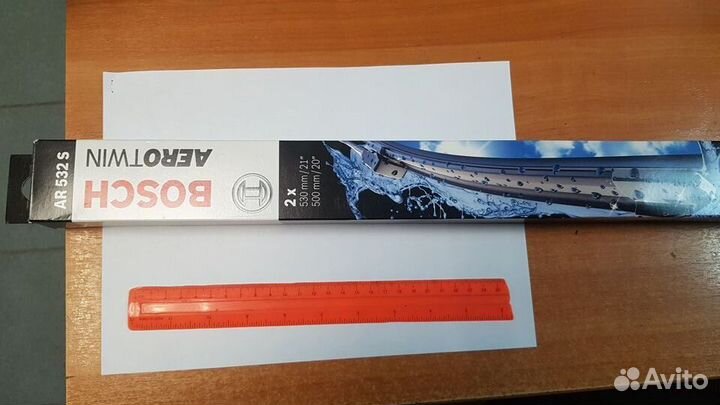 AR 532 S
BOSCH
AEROTWIN
2 x
530 mm / 21"
500 mm / 20"
Avito